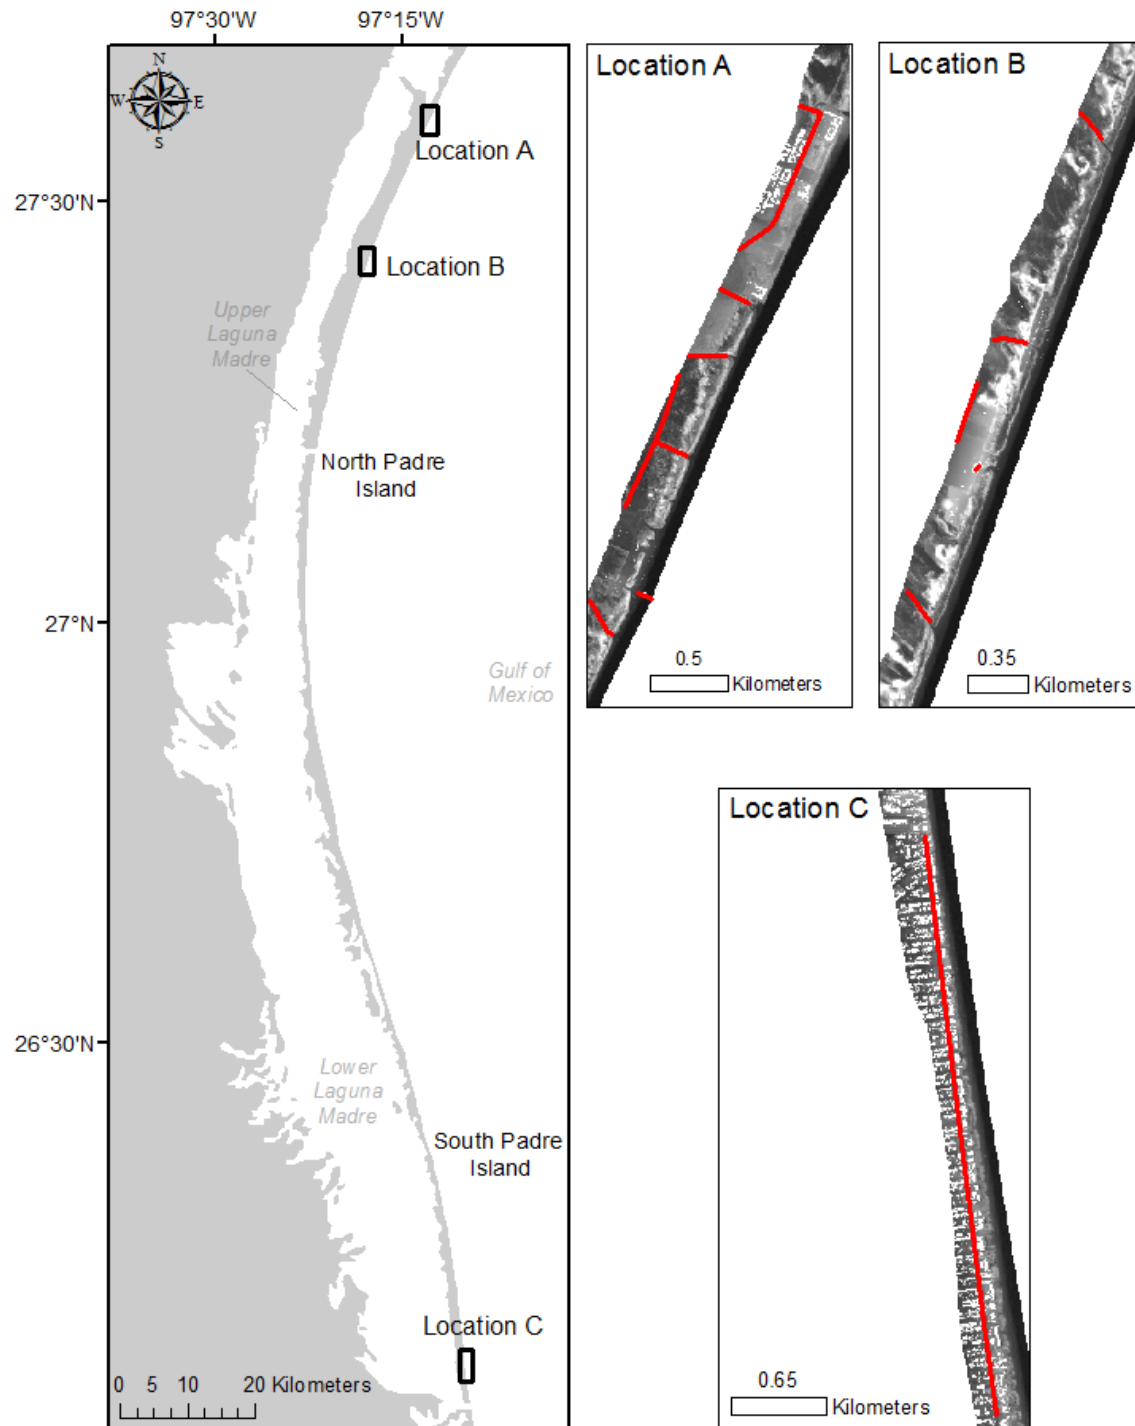 97°30'W
97°15'W
N
W
E
S
27°30'N
27°N
26°30'N
Location A
Location B
Upper
Laguna
Madre
North Padre
Island
Gulf of
Mexico
Lower
Laguna
Madre
South Padre
Island
Location C
0 5 10 20 Kilometers
Location A
0.5
Kilometers
Location B
0.35
Kilometers
Location C
0.65
Kilometers